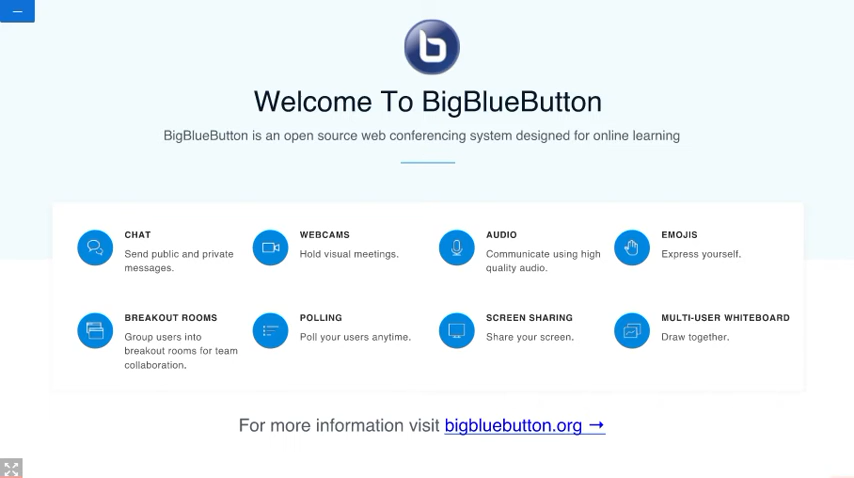 Welcome To BigBlueButton
BigBlueButton is an open source web conferencing system designed for online learning
CHAT
Send public and private
messages.
WEBCAMS
Hold visual meetings.
AUDIO
Communicate using high
quality audio.
EMOJIS
Express yourself.
BREAKOUT ROOMS
Group users into
breakout rooms for team
collaboration.
POLLING
Poll your users anytime.
SCREEN SHARING
Share your screen.
MULTI-USER WHITEBOARD
Draw together.
For more information visit bigbluebutton.org →